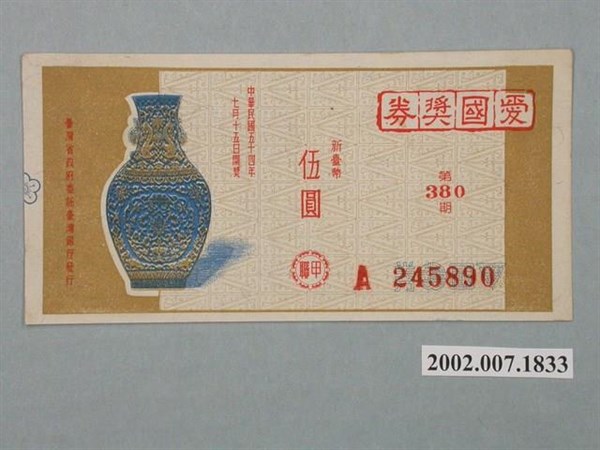 愛國獎券
第
380
期
新臺幣
伍圓
中華民國五十四年
七月十五日開獎
臺灣省政府委託臺灣銀行發行
A 245890
2002.007.1833